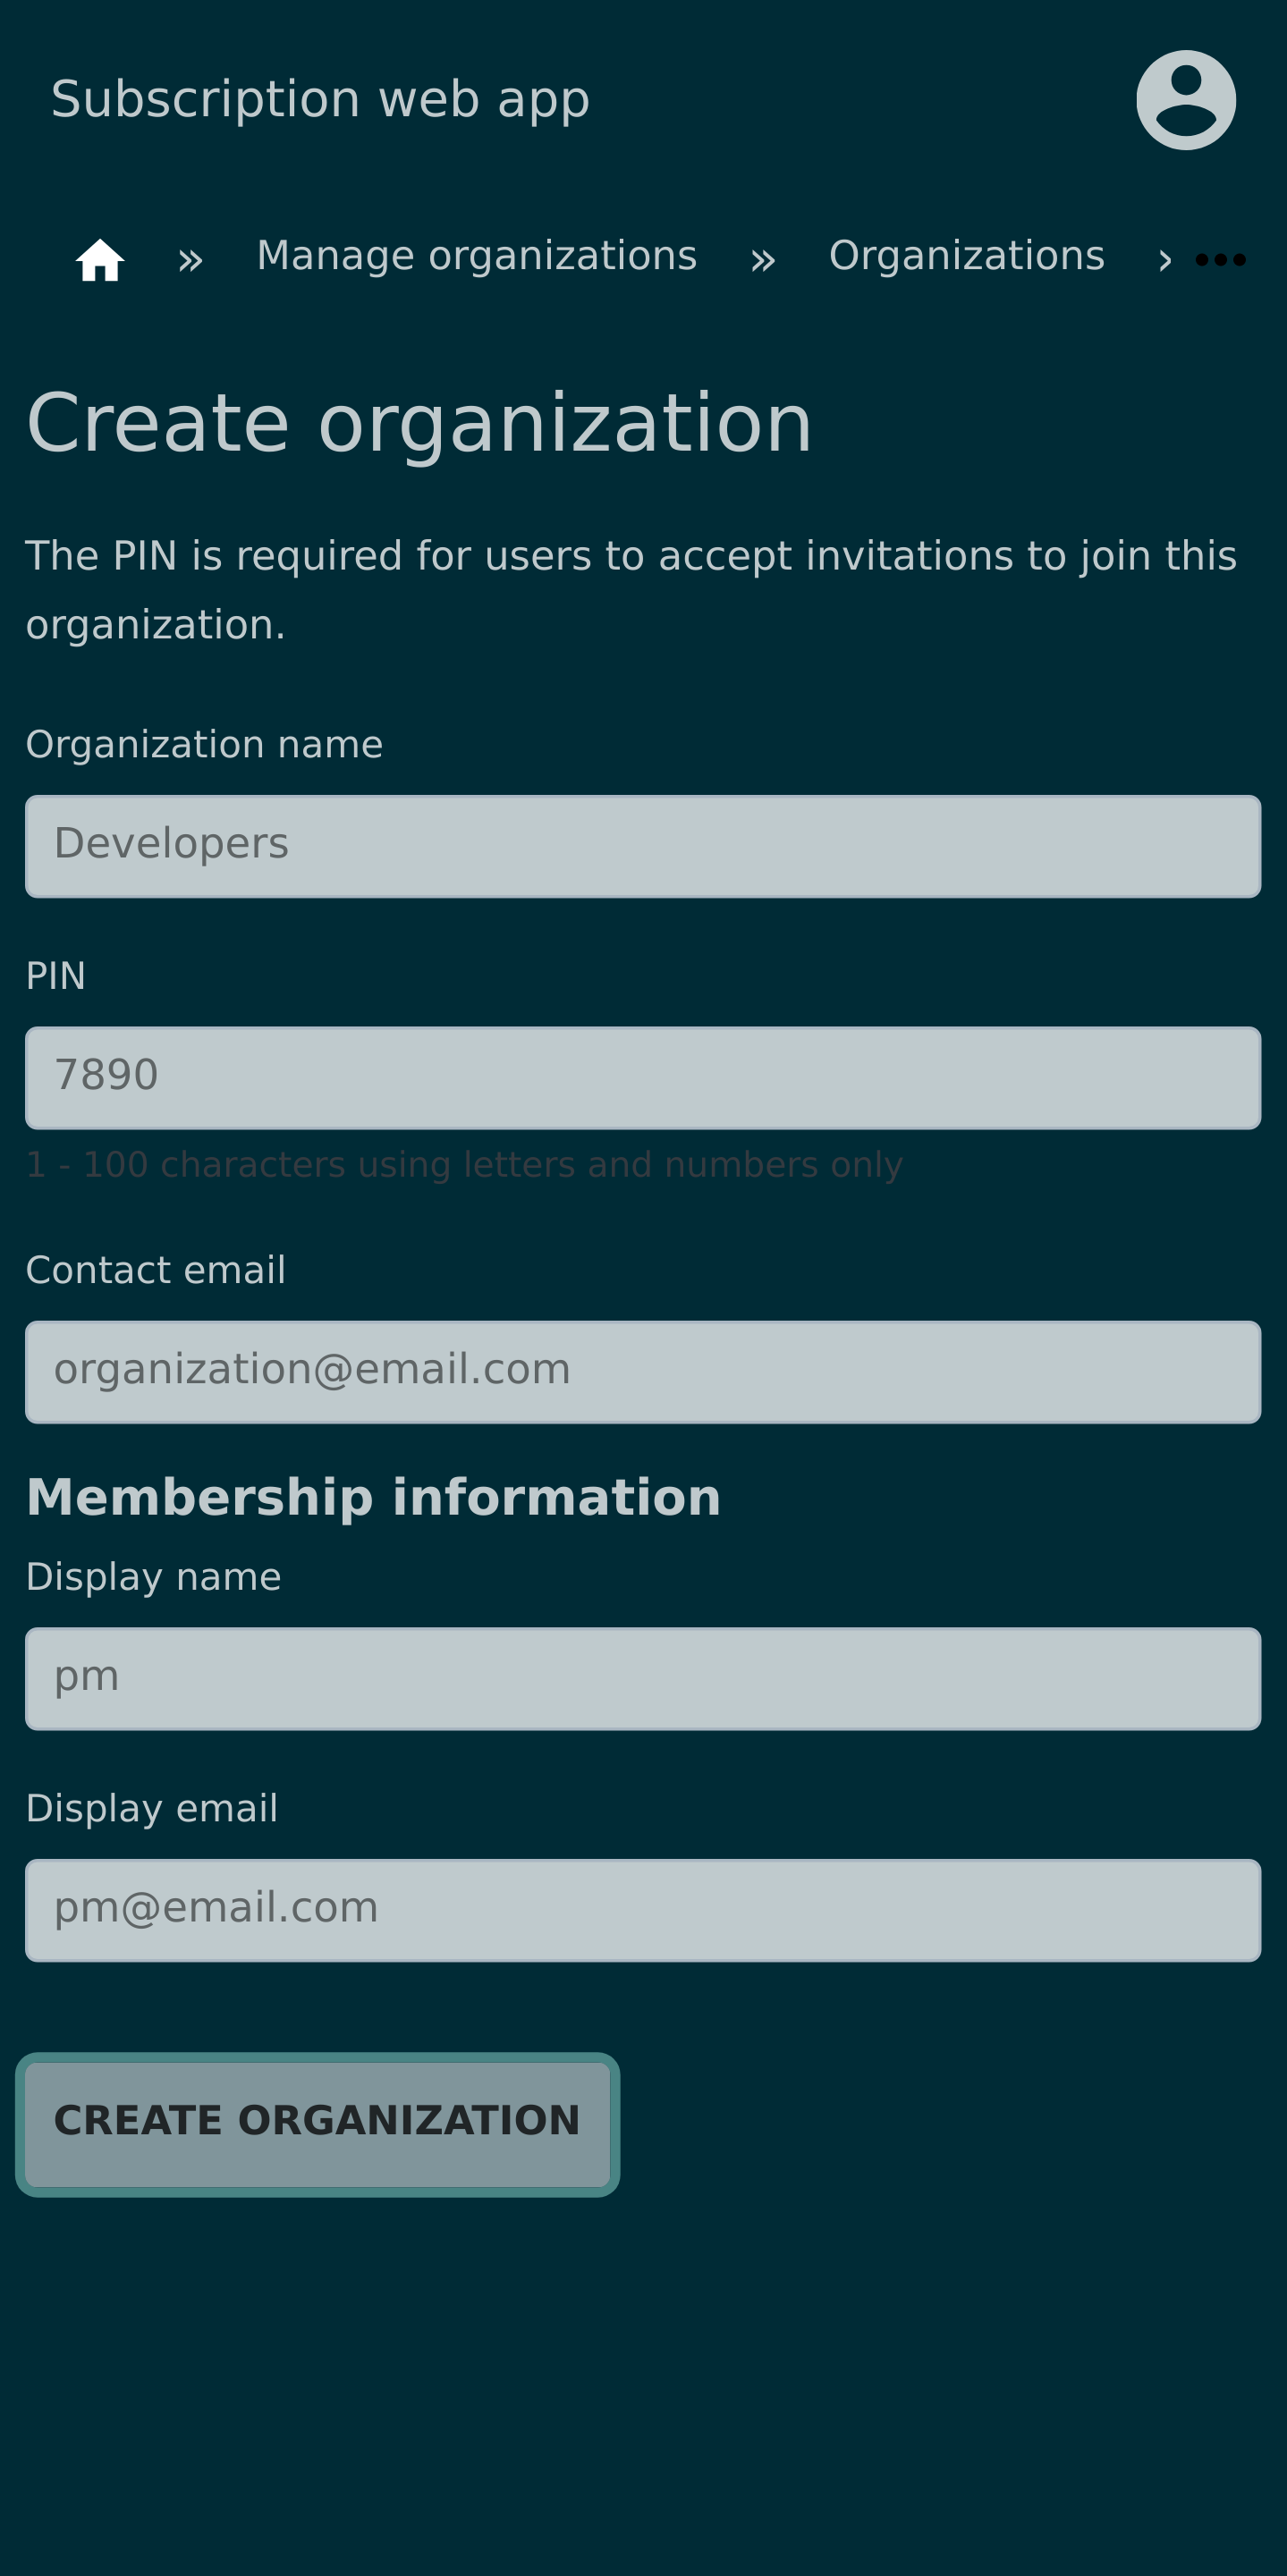 Subscription web app
» Manage organizations » Organizations › •••
Create organization
The PIN is required for users to accept invitations to join this
organization.
Organization name
Developers
PIN
7890
1 - 100 characters using letters and numbers only
Contact email
organization@email.com
Membership information
Display name
pm
Display email
pm@email.com
CREATE ORGANIZATION